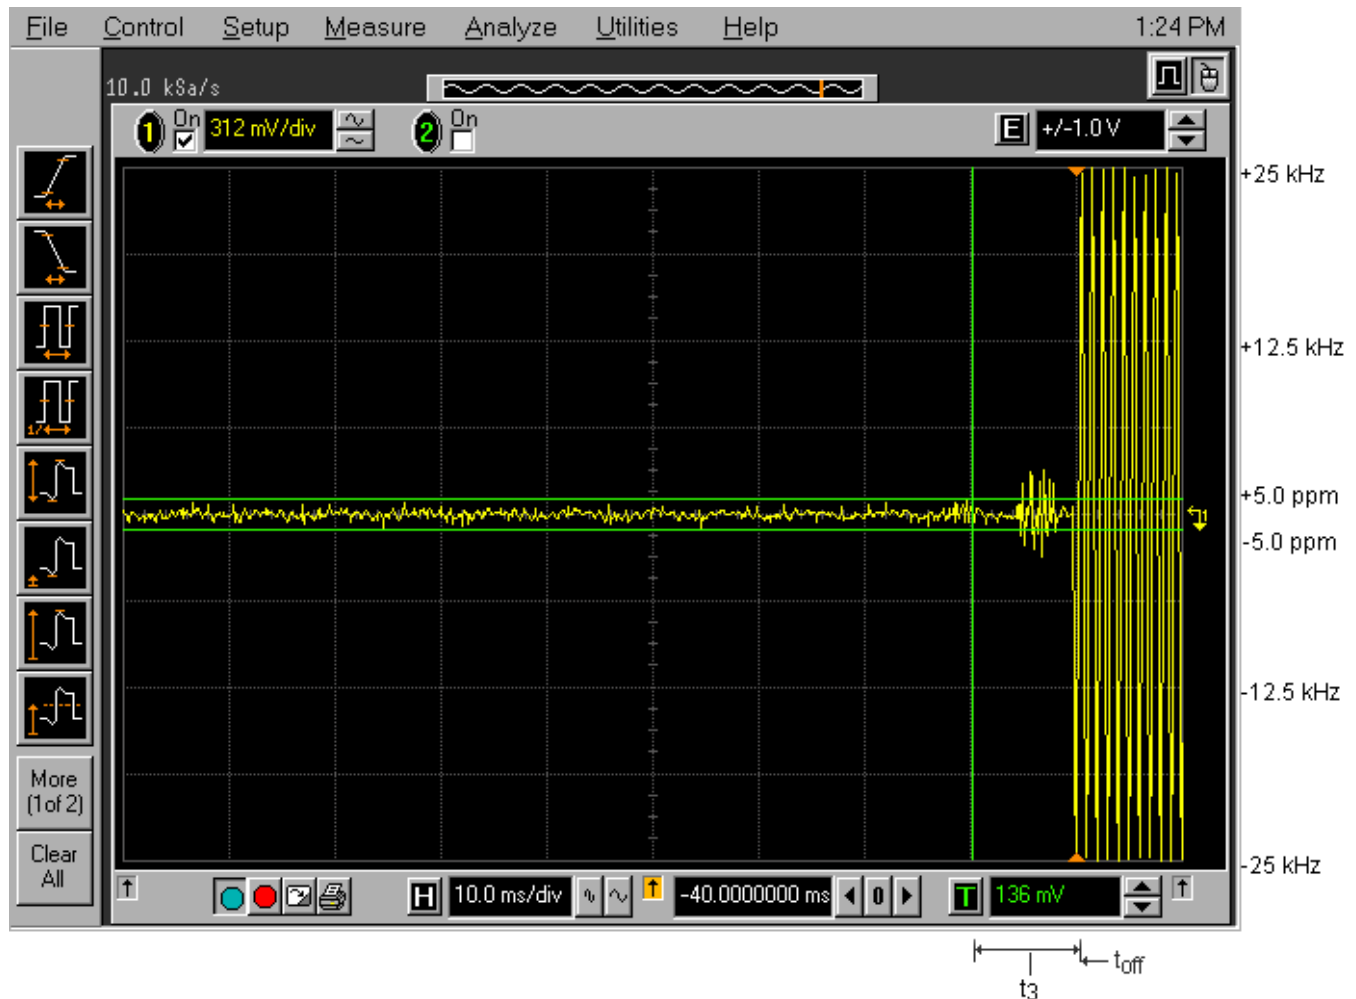 File Control Setup Measure Analyze Utilities Help 1:24 PM
10.0 kSa/s
1 On 312 mV/div 2 On E +/-1.0 V
+25 kHz
+12.5 kHz
+5.0 ppm
-5.0 ppm
-12.5 kHz
-25 kHz
1/
More
(1of 2)
Clear
All
H 10.0 ms/div -40.0000000 ms 0 T 136 mV
t3
toff